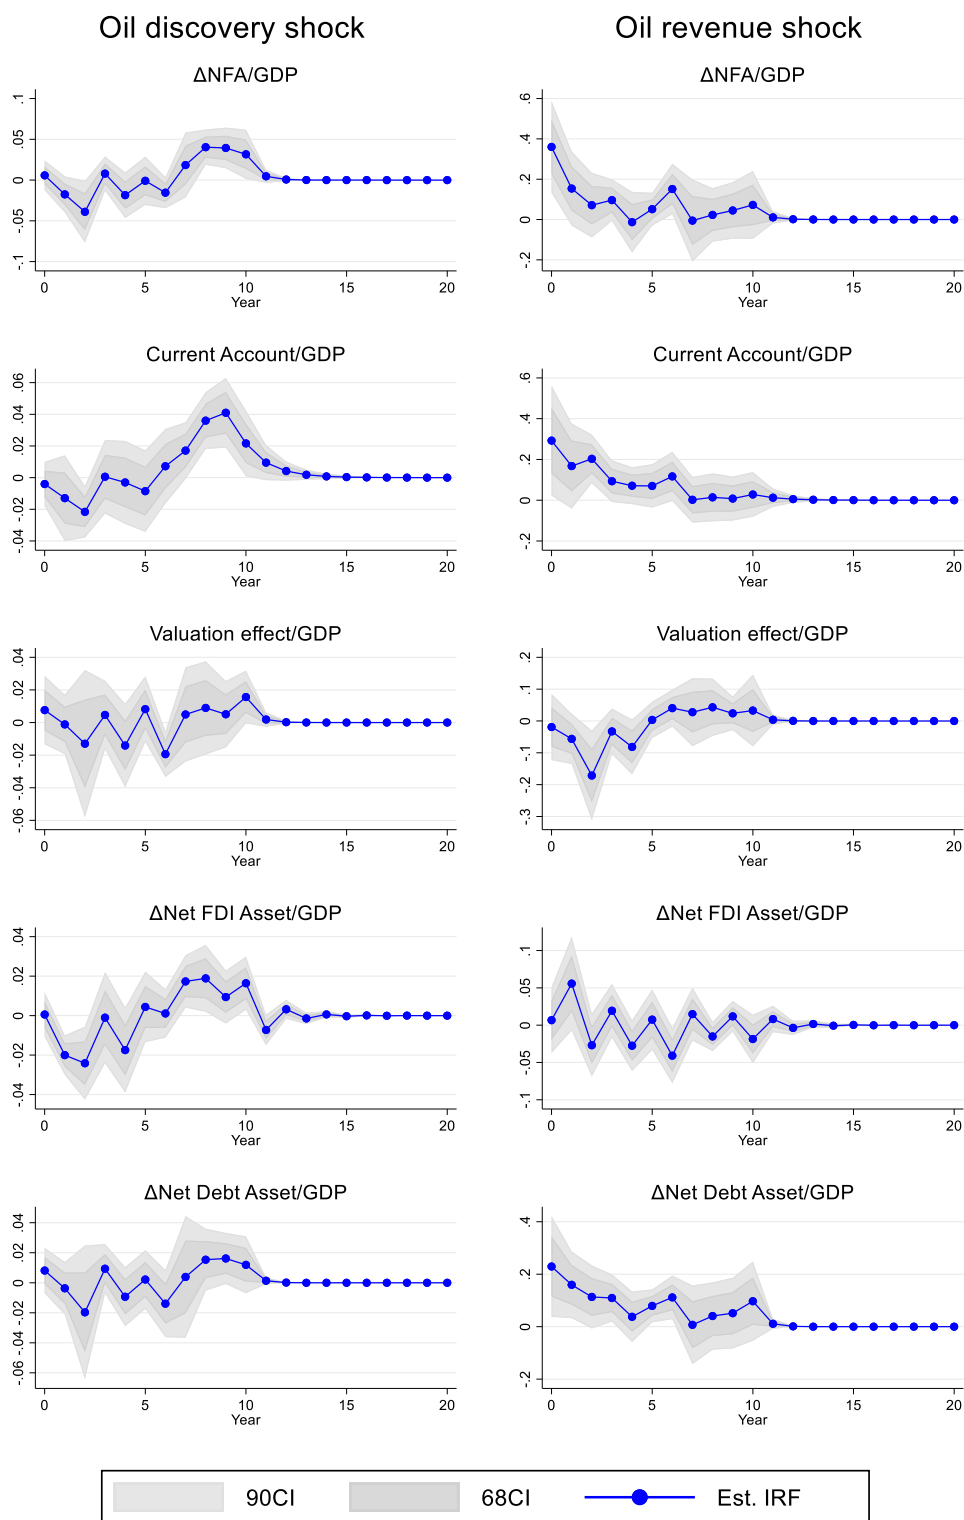 Oil discovery shock
Oil revenue shock
ΔNFA/GDP
.1
.05
0
-.05
-.1
0 5 10 15 20
Year
ΔNFA/GDP
.6
.4
.2
0
-.2
0 5 10 15 20
Year
Current Account/GDP
.06
.04
.02
0
-.02
-.04
0 5 10 15 20
Year
Current Account/GDP
.6
.4
.2
0
-.2
0 5 10 15 20
Year
Valuation effect/GDP
.04
.02
0
-.02
-.04
-.06
0 5 10 15 20
Year
Valuation effect/GDP
.2
.1
0
-.1
-.2
-.3
0 5 10 15 20
Year
ΔNet FDI Asset/GDP
.04
.02
0
-.02
-.04
0 5 10 15 20
Year
ΔNet FDI Asset/GDP
.1
.05
0
-.05
-.1
0 5 10 15 20
Year
ΔNet Debt Asset/GDP
.04
.02
0
-.02
-.04
-.06
0 5 10 15 20
Year
ΔNet Debt Asset/GDP
.4
.2
0
-.2
0 5 10 15 20
Year
90CI 68CI Est. IRF